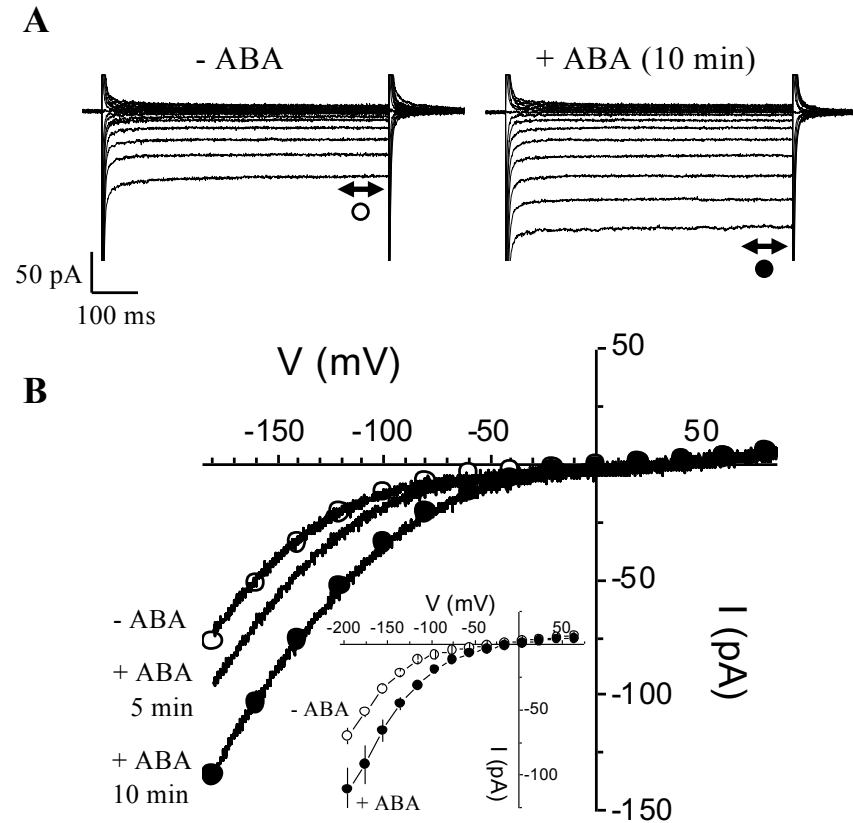 A
- ABA
+ ABA (10 min)
50 pA
100 ms
B
V (mV)
50
-150
-100
-50
50
-50
-100
-150
I (pA)
- ABA
+ ABA
5 min
+ ABA
10 min
V (mV)
-200 -150 -100 -50 50
-50
-100
I (pA)
- ABA
+ ABA